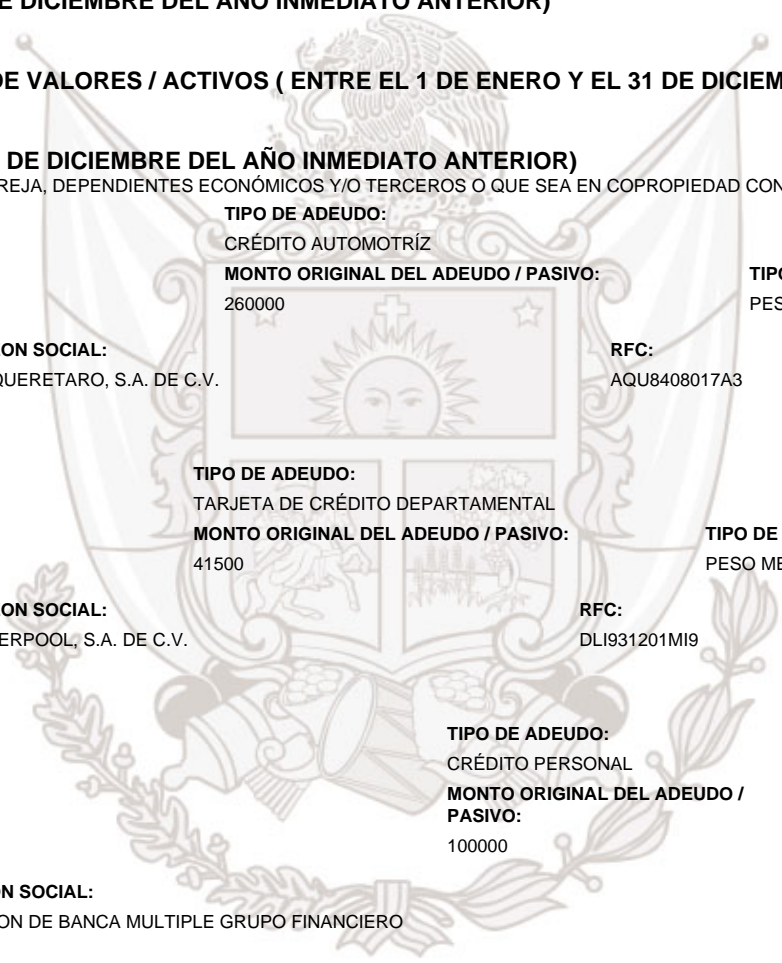 DE DICIEMBRE DEL AÑO INMEDIATO ANTERIOR)
DE VALORES / ACTIVOS ( ENTRE EL 1 DE ENERO Y EL 31 DE DICIEM
DE DICIEMBRE DEL AÑO INMEDIATO ANTERIOR)
REJA, DEPENDIENTES ECONÓMICOS Y/O TERCEROS O QUE SEA EN COPROPIEDAD CON
TIPO DE ADEUDO:
CRÉDITO AUTOMOTRÍZ
MONTO ORIGINAL DEL ADEUDO / PASIVO: TIPO
260000 PES
ON SOCIAL: RFC:
QUERETARO, S.A. DE C.V. AQU8408017A3
TIPO DE ADEUDO:
TARJETA DE CRÉDITO DEPARTAMENTAL
MONTO ORIGINAL DEL ADEUDO / PASIVO: TIPO DE
41500 PESO ME
ON SOCIAL: RFC:
ERPOOL, S.A. DE C.V. DLI931201MI9
TIPO DE ADEUDO:
CRÉDITO PERSONAL
MONTO ORIGINAL DEL ADEUDO /
PASIVO:
100000
ON SOCIAL:
ON DE BANCA MULTIPLE GRUPO FINANCIERO